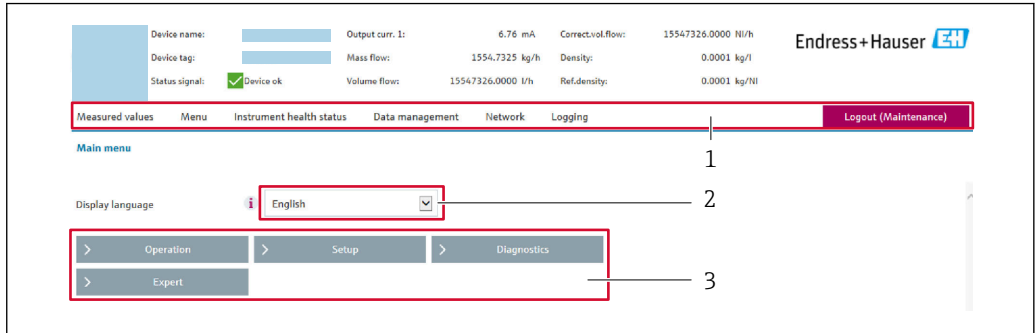 Device name: Output curr. 1: 6.76 mA Correct.vol.flow: 15547326.0000 Nl/h
Endress+Hauser EH
Device tag: Mass flow: 1554.7325 kg/h Density: 0.0001 kg/l
Status signal: Device ok Volume flow: 15547326.0000 l/h Ref.density: 0.0001 kg/Nl
Measured values Menu Instrument health status Data management Network Logging Logout (Maintenance)
1
Main menu
Display language i English
2
Operation Setup Diagnostics
Expert
3